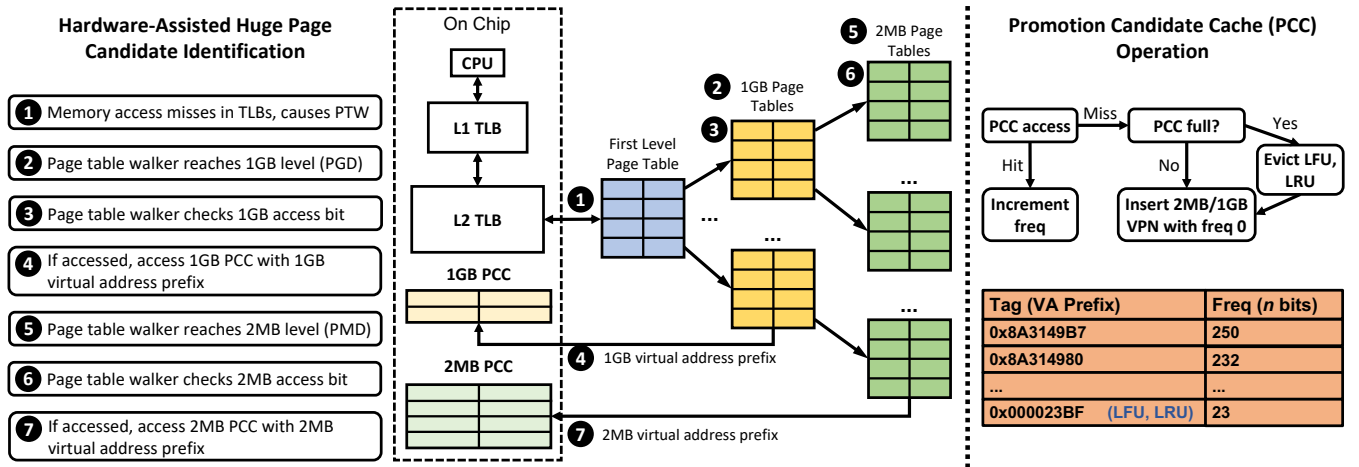 Hardware-Assisted Huge Page
Candidate Identification
1 Memory access misses in TLBs, causes PTW
2 Page table walker reaches 1GB level (PGD)
3 Page table walker checks 1GB access bit
4 If accessed, access 1GB PCC with 1GB
virtual address prefix
5 Page table walker reaches 2MB level (PMD)
6 Page table walker checks 2MB access bit
7 If accessed, access 2MB PCC with 2MB
virtual address prefix
On Chip
CPU
L1 TLB
L2 TLB
1GB PCC
2MB PCC
1
First Level
Page Table
...
2 1GB Page
Tables
3
...
5 2MB Page
Tables
6
...
...
4 1GB virtual address prefix
7 2MB virtual address prefix
Promotion Candidate Cache (PCC)
Operation
PCC access
Miss
PCC full?
Yes
Hit
No
Evict LFU,
LRU
Increment
freq
Insert 2MB/1GB
VPN with freq 0
Tag (VA Prefix) Freq (n bits)
0x8A3149B7 250
0x8A314980 232
... ...
0x000023BF (LFU, LRU) 23